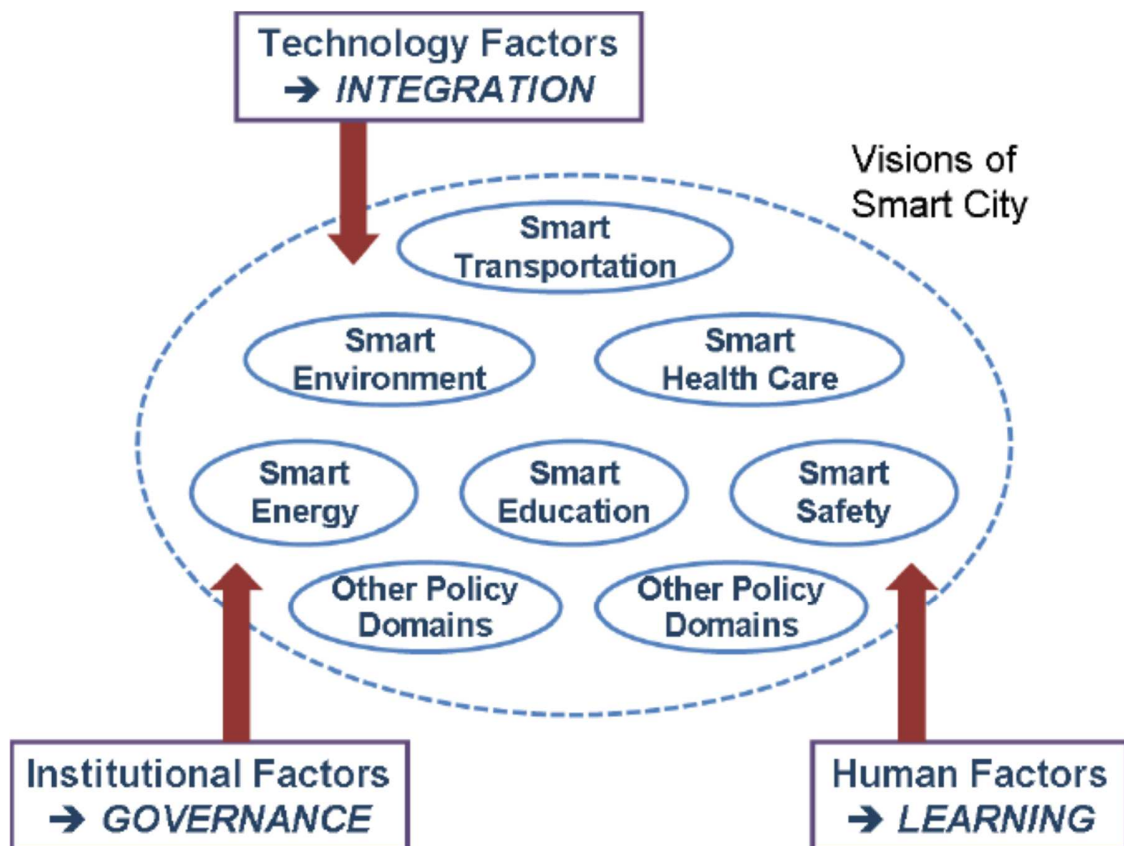 Technology Factors
➔ INTEGRATION
Visions of
Smart City
Smart
Transportation
Smart
Environment
Smart
Health Care
Smart
Energy
Smart
Education
Smart
Safety
Other Policy
Domains
Other Policy
Domains
Institutional Factors
➔ GOVERNANCE
Human Factors
➔ LEARNING